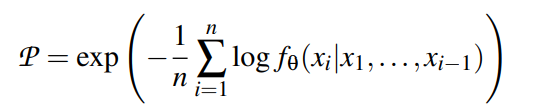 𝒫 = exp ( − 1/n ∑_{i=1}^{n} log f_θ(x_i|x_1, . . . , x_{i−1}) )